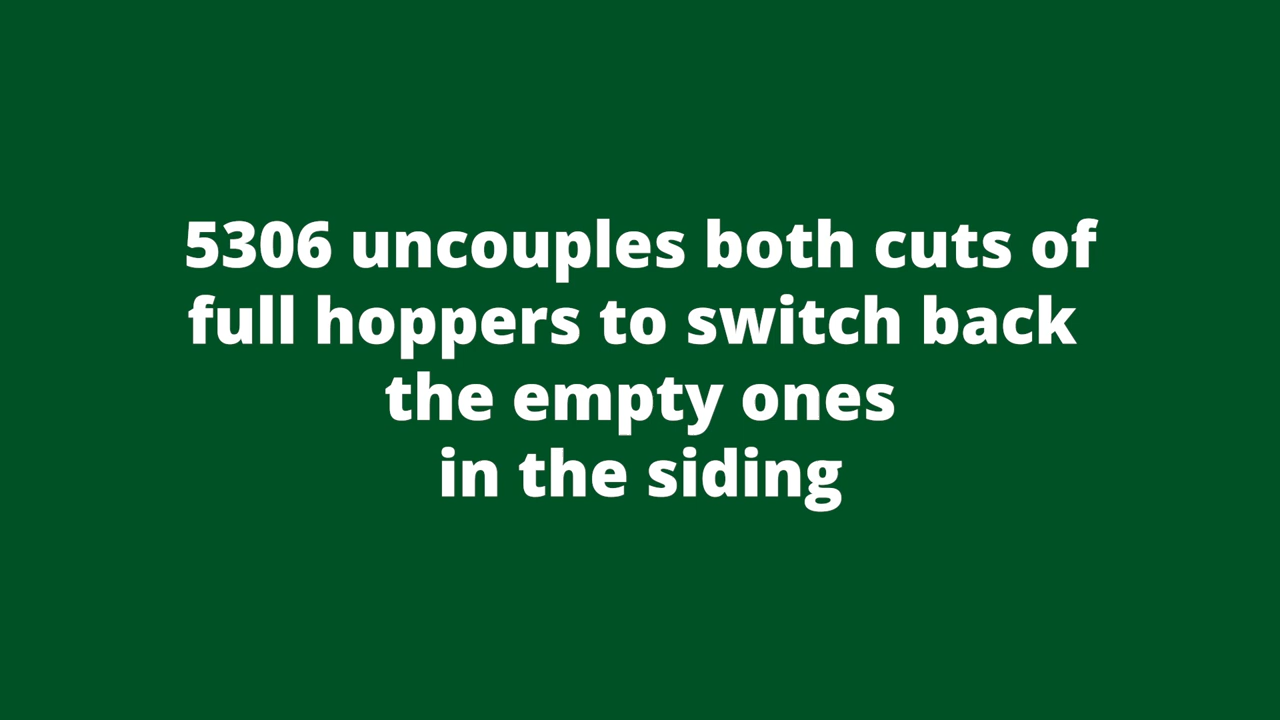 5306 uncouples both cuts of
full hoppers to switch back
the empty ones
in the siding